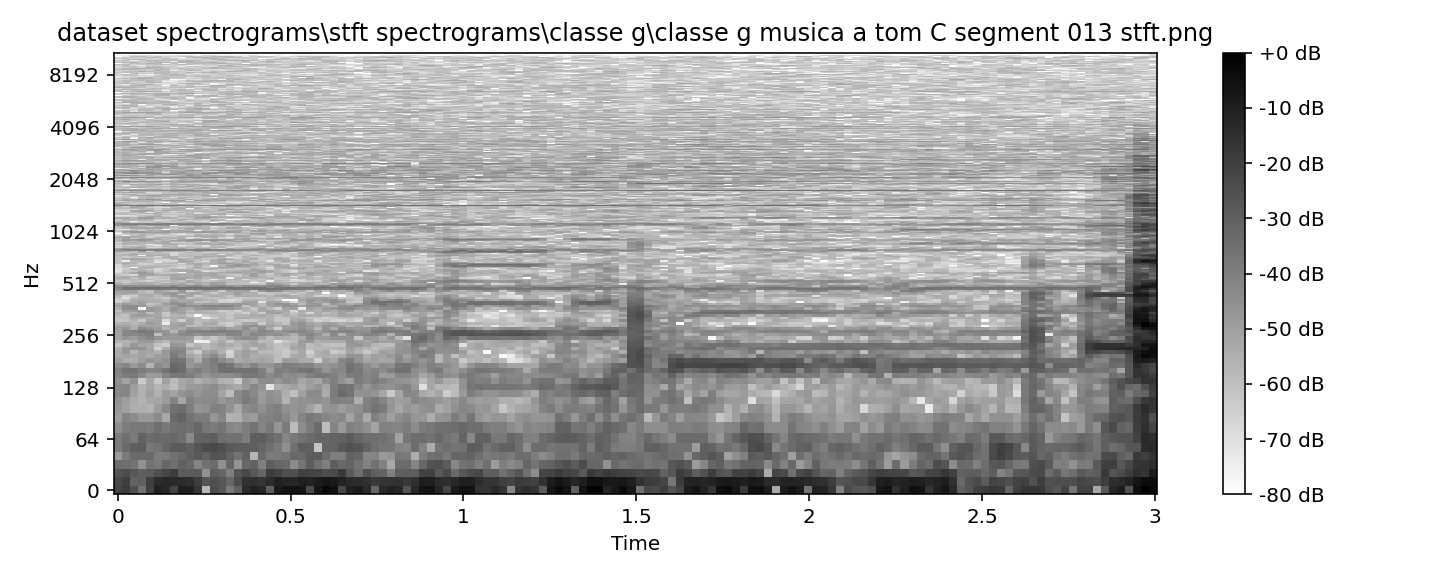 dataset spectrograms\stft spectrograms\classe g\classe g musica a tom C segment 013 stft.png
8192
4096
2048
1024
512
256
128
64
0
Hz
0
0.5
1
1.5
2
2.5
3
Time
+0 dB
-10 dB
-20 dB
-30 dB
-40 dB
-50 dB
-60 dB
-70 dB
-80 dB